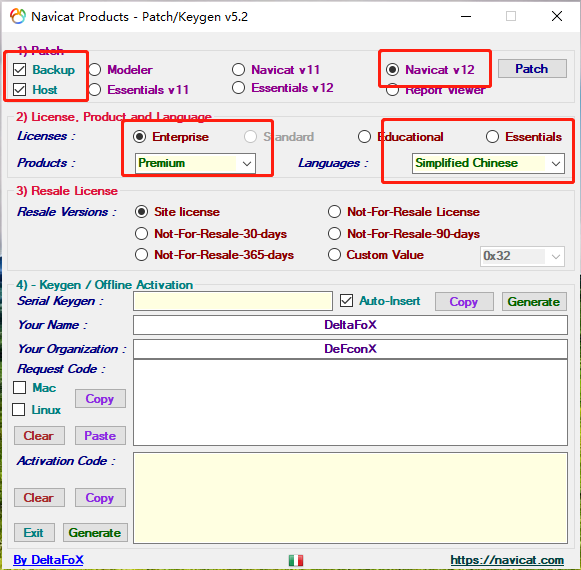 Navicat Products - Patch/Keygen v5.2
1) Patch
Backup Modeler Navicat v11 Navicat v12 Patch
Host Essentials v11 Essentials v12 Report Viewer
2) License, Product and Language
Licenses : Enterprise Standard Educational Essentials
Products : Premium Languages : Simplified Chinese
3) Resale License
Resale Versions : Site license Not-For-Resale License
Not-For-Resale-30-days Not-For-Resale-90-days
Not-For-Resale-365-days Custom Value 0x32
4) - Keygen / Offline Activation
Serial Keygen : Auto-Insert Copy Generate
Your Name : DeltaFoX
Your Organization : DeFconX
Request Code :
Mac
Linux
Copy
Clear Paste
Activation Code :
Clear Copy
Exit Generate
By DeltaFoX https://navicat.com